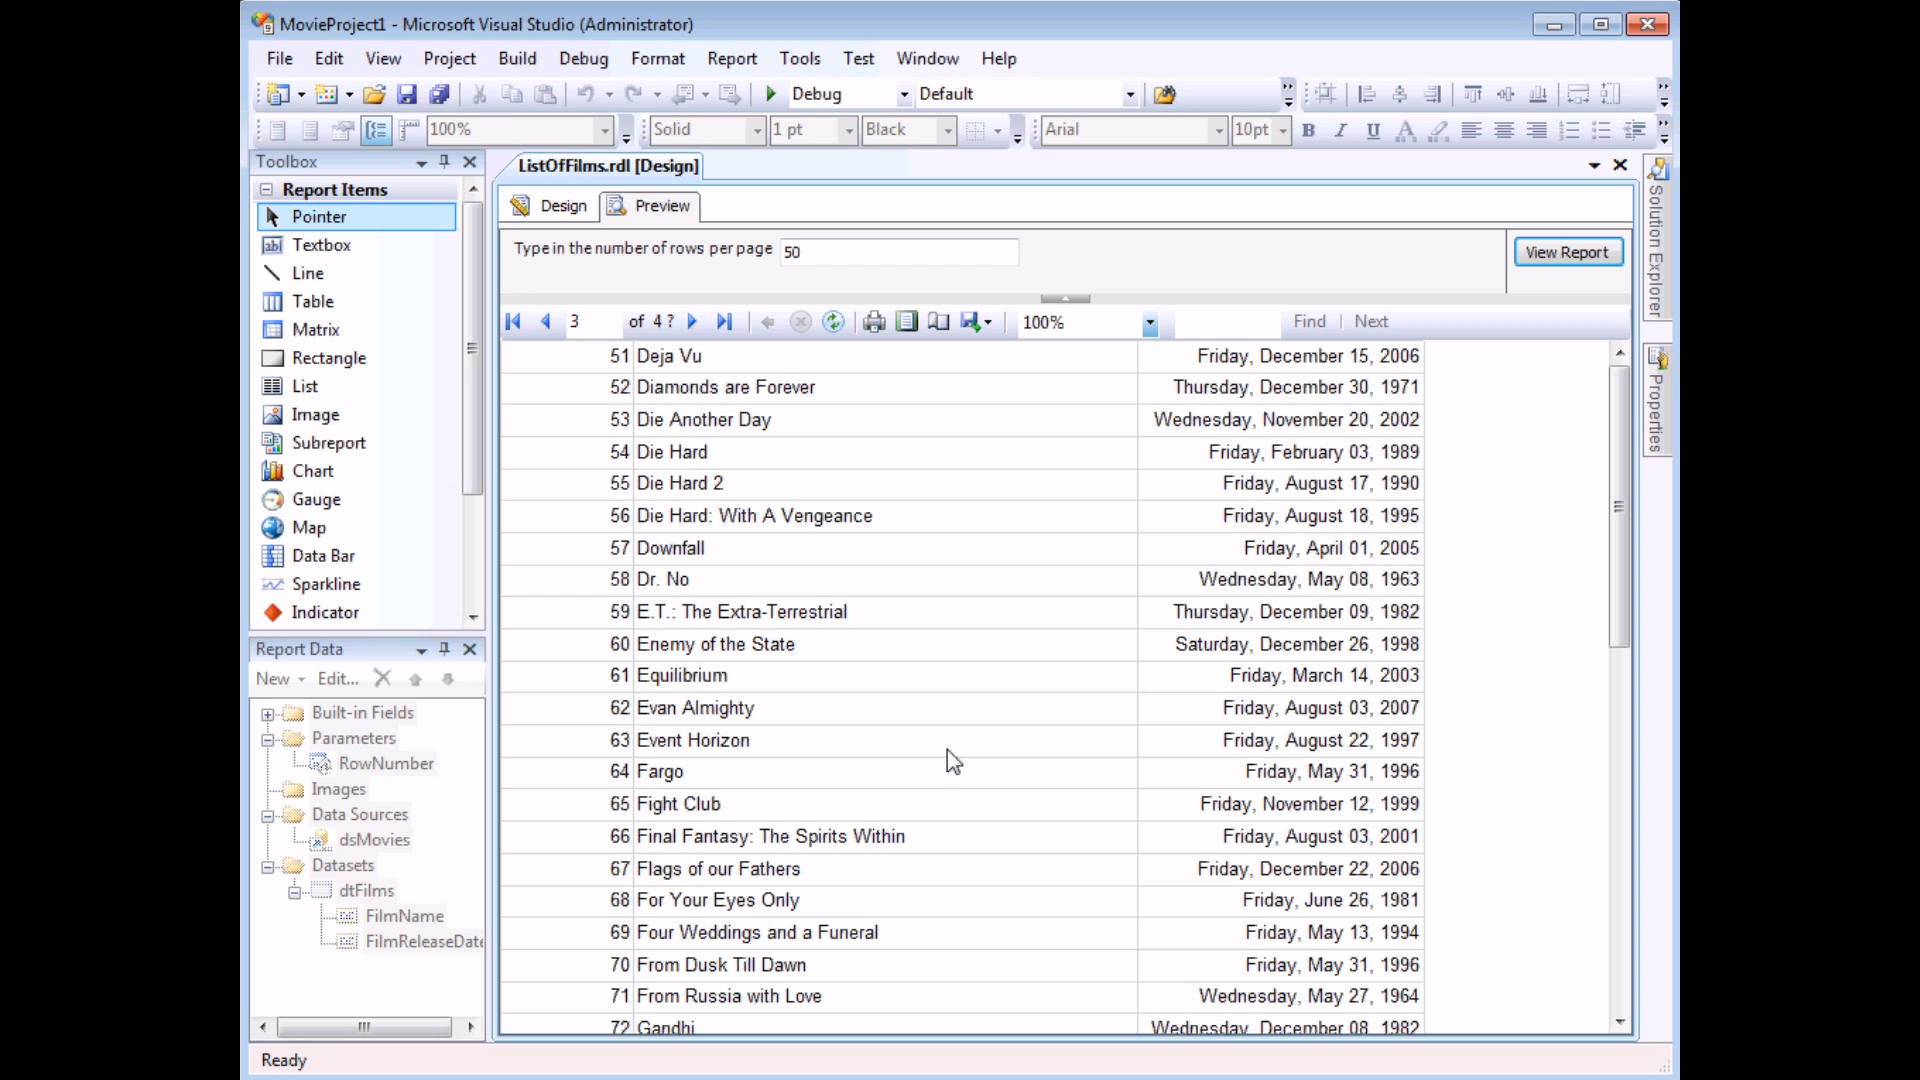 MovieProject1 - Microsoft Visual Studio (Administrator)
File Edit View Project Build Debug Format Report Tools Test Window Help
Debug Default
100% Solid 1 pt Black Arial 10pt B I U A
Toolbox
Report Items
Pointer
Textbox
Line
Table
Matrix
Rectangle
List
Image
Subreport
Chart
Gauge
Map
Data Bar
Sparkline
Indicator
Report Data
New Edit...
Built-in Fields
Parameters
RowNumber
Images
Data Sources
dsMovies
Datasets
dtFilms
FilmName
FilmReleaseDate
ListOfFilms.rdl [Design]
Design Preview
Type in the number of rows per page 50
View Report
3 of 4 ? 100% Find | Next
51 Deja Vu Friday, December 15, 2006
52 Diamonds are Forever Thursday, December 30, 1971
53 Die Another Day Wednesday, November 20, 2002
54 Die Hard Friday, February 03, 1989
55 Die Hard 2 Friday, August 17, 1990
56 Die Hard: With A Vengeance Friday, August 18, 1995
57 Downfall Friday, April 01, 2005
58 Dr. No Wednesday, May 08, 1963
59 E.T.: The Extra-Terrestrial Thursday, December 09, 1982
60 Enemy of the State Saturday, December 26, 1998
61 Equilibrium Friday, March 14, 2003
62 Evan Almighty Friday, August 03, 2007
63 Event Horizon Friday, August 22, 1997
64 Fargo Friday, May 31, 1996
65 Fight Club Friday, November 12, 1999
66 Final Fantasy: The Spirits Within Friday, August 03, 2001
67 Flags of our Fathers Friday, December 22, 2006
68 For Your Eyes Only Friday, June 26, 1981
69 Four Weddings and a Funeral Friday, May 13, 1994
70 From Dusk Till Dawn Friday, May 31, 1996
71 From Russia with Love Wednesday, May 27, 1964
72 Gandhi Wednesday, December 08, 1982
Solution Explorer
Properties
Ready